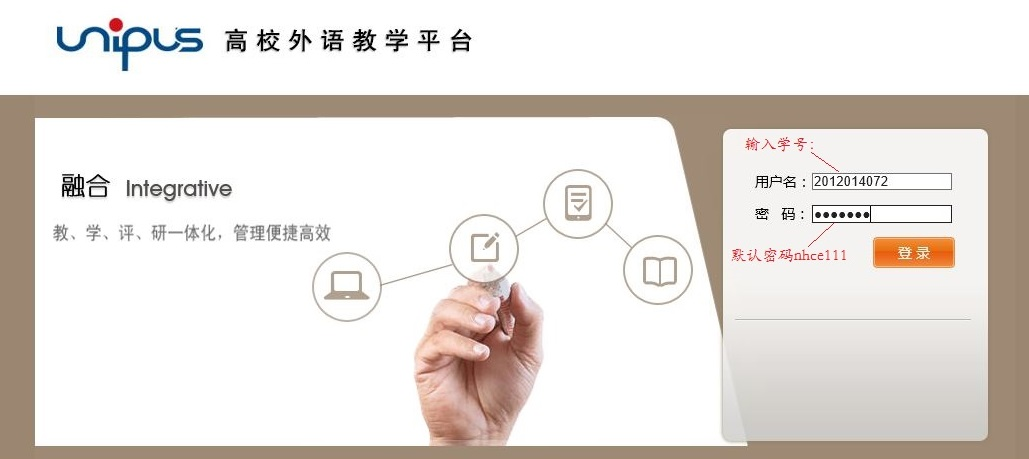 unipus 高校外语教学平台
融合 Integrative
教、学、评、研一体化，管理便捷高效
输入学号：
用户名：2012014072
密 码：●●●●●●●
默认密码nhce111
登录